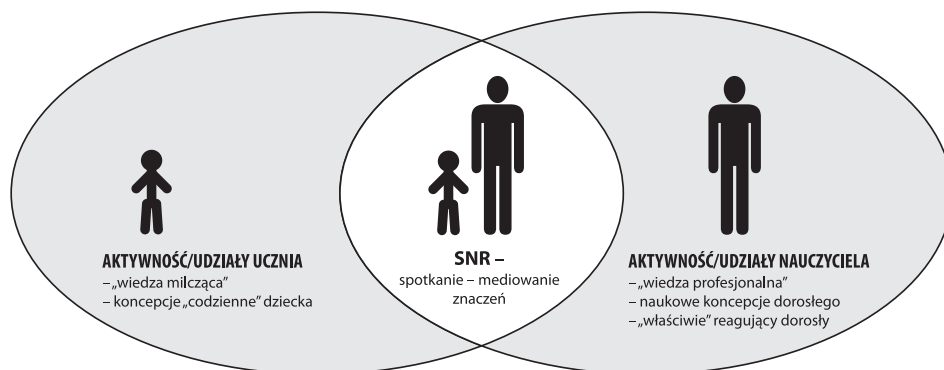 AKTYWNOŚĆ/UDZIAŁY UCZNIA
–„wiedza milcząca”
– koncepcje „codzienne” dziecka
SNR –
spotkanie – mediowanie
znaczeń
AKTYWNOŚĆ/UDZIAŁY NAUCZYCIELA
–„wiedza profesjonalna”
– naukowe koncepcje dorosłego
–„właściwie” reagujący dorosły